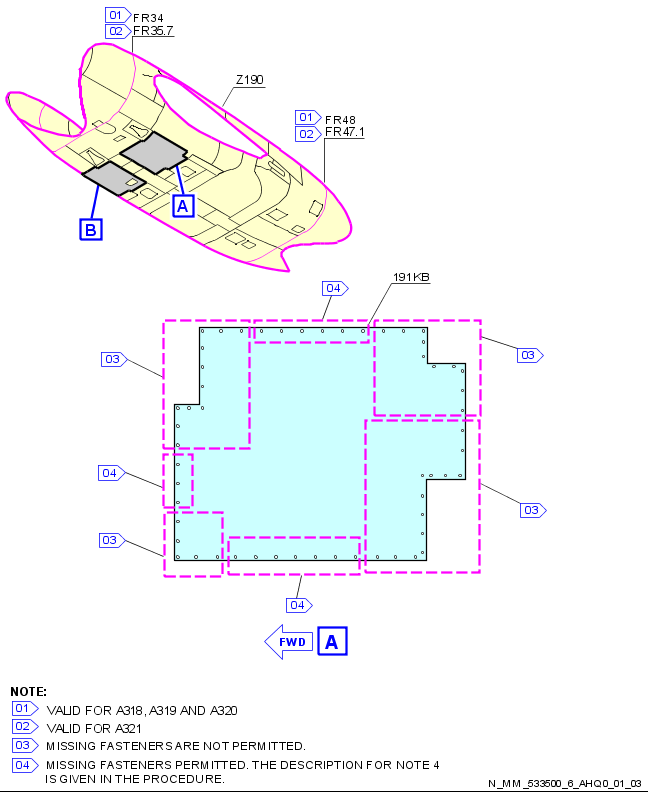 01 FR34
02 FR35.7
Z190
01 FR48
02 FR47.1
A
B
191KB
04
03
03
04
03
03
04
FWD A
NOTE:
01 VALID FOR A318, A319 AND A320
02 VALID FOR A321
03 MISSING FASTENERS ARE NOT PERMITTED.
04 MISSING FASTENERS PERMITTED. THE DESCRIPTION FOR NOTE 4
IS GIVEN IN THE PROCEDURE.
N_MM_533500_6_AHQ0_01_03